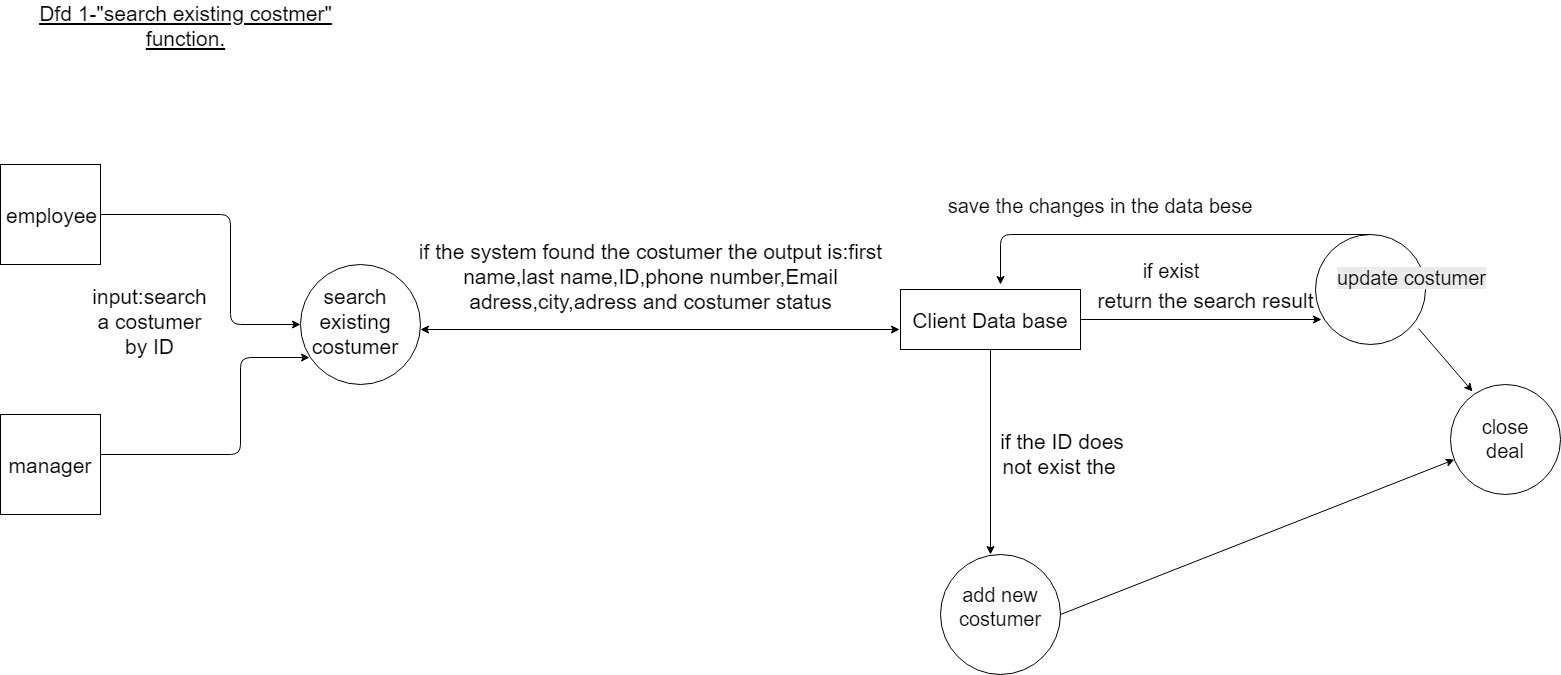 Dfd 1-"search existing costmer"
function.
employee
input:search
a costumer
by ID
manager
search
existing
costumer
if the system found the costumer the output is:first
name,last name,ID,phone number,Email
adress,city,adress and costumer status
save the changes in the data bese
Client Data base
if exist
return the search result
update costumer
if the ID does
not exist the
add new
costumer
close
deal